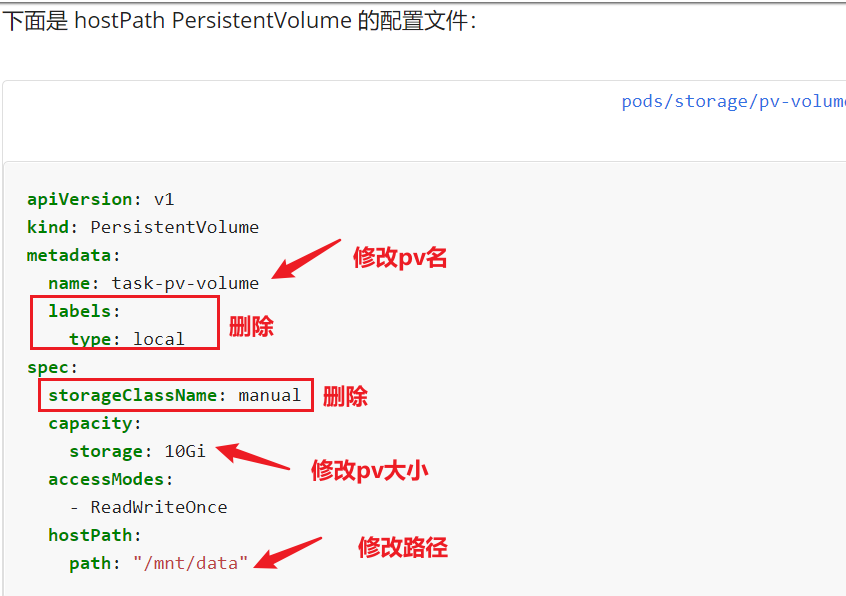 下面是 hostPath PersistentVolume 的配置文件：
pods/storage/pv-volum
apiVersion: v1
kind: PersistentVolume
metadata:
name: task-pv-volume
修改pv名
labels:
type: local
删除
spec:
storageClassName: manual
删除
capacity:
storage: 10Gi
修改pv大小
accessModes:
- ReadWriteOnce
hostPath:
path: "/mnt/data"
修改路径